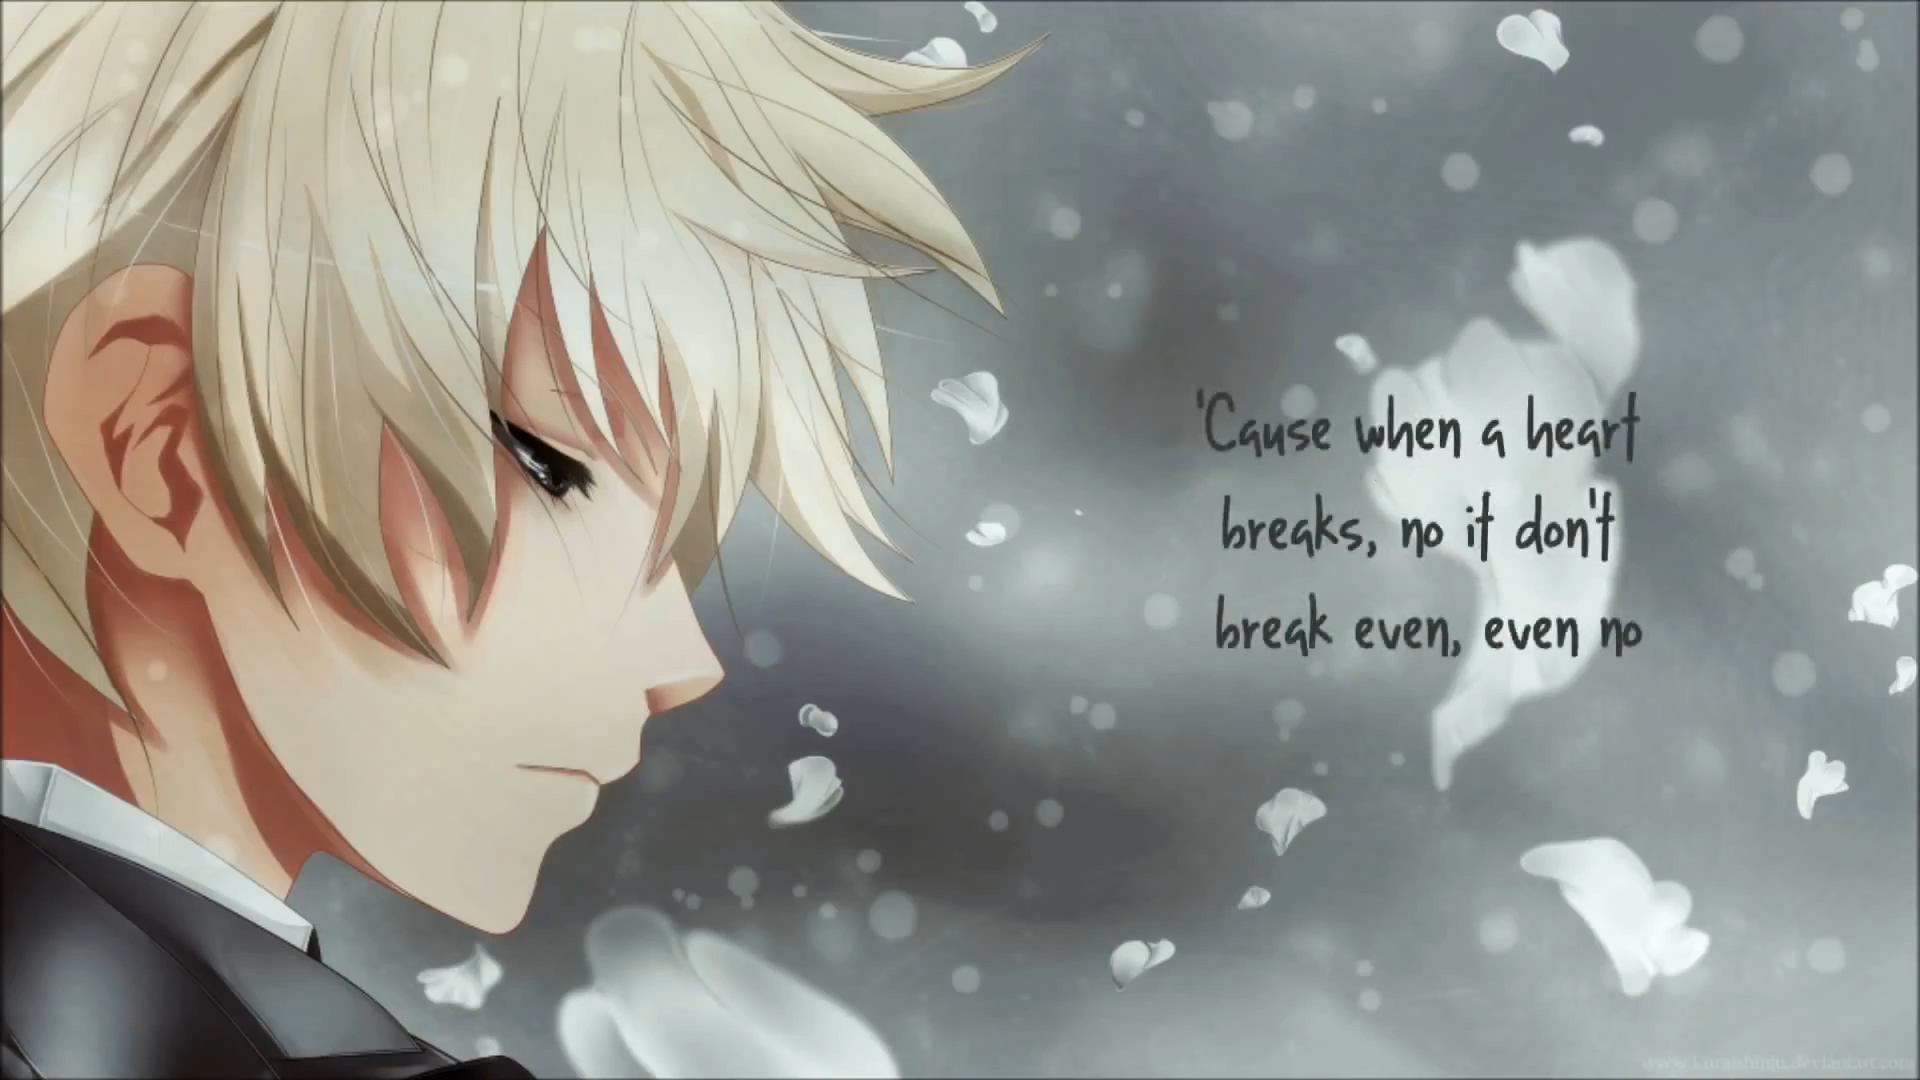 'Cause when a heart
breaks, no it don't
break even, even no